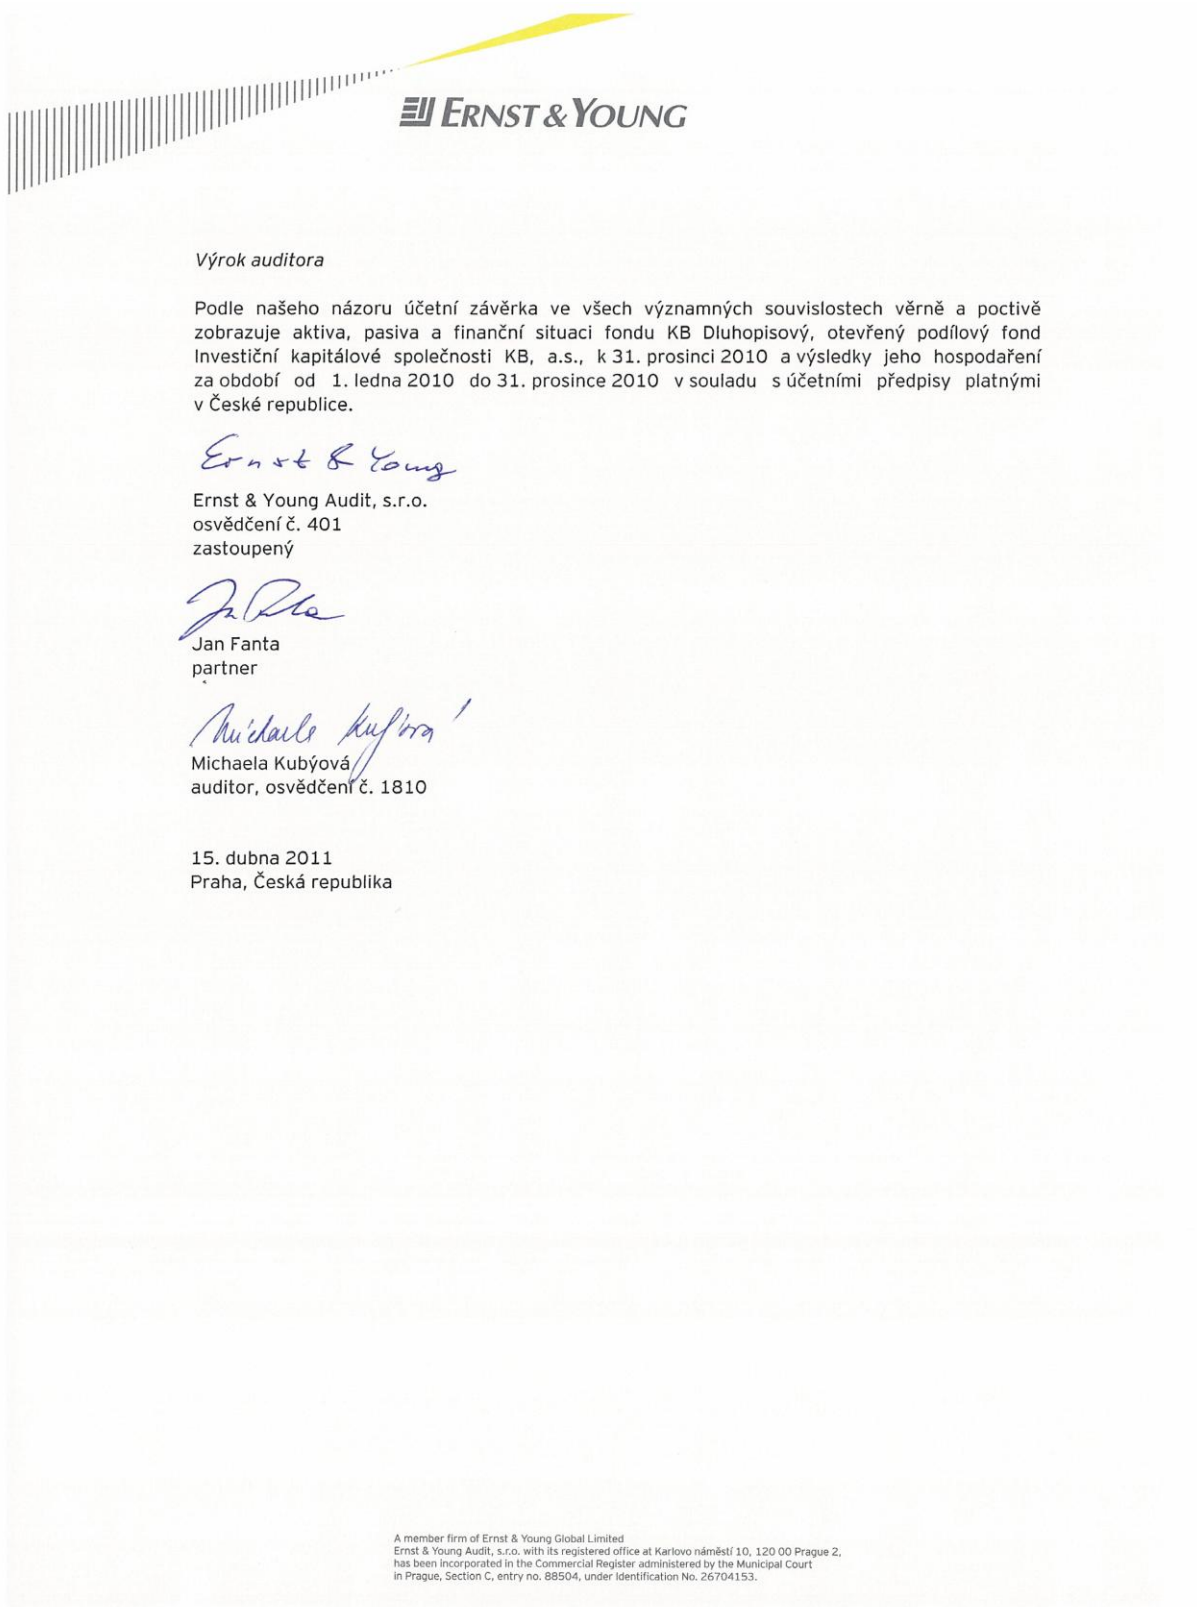 ERNST & YOUNG
Výrok auditora
Podle našeho názoru účetní závěrka ve všech významných souvislostech věrně a poctivě
zobrazuje aktiva, pasiva a finanční situaci fondu KB Dluhopisový, otevřený podílový fond
Investiční kapitálové společnosti KB, a.s., k 31. prosinci 2010 a výsledky jeho hospodaření
za období od 1. ledna 2010 do 31. prosince 2010 v souladu s účetními předpisy platnými
v České republice.
Ernst & Young
Ernst & Young Audit, s.r.o.
osvědčení č. 401
zastoupený
Jan Fanta
partner
Michaela Kubýová
Michaela Kubýová
auditor, osvědčení č. 1810
15. dubna 2011
Praha, Česká republika
A member firm of Ernst & Young Global Limited
Ernst & Young Audit, s.r.o. with its registered office at Karlovo náměstí 10, 120 00 Prague 2,
has been incorporated in the Commercial Register administered by the Municipal Court
in Prague, Section C, entry no. 88504, under Identification No. 26704153.